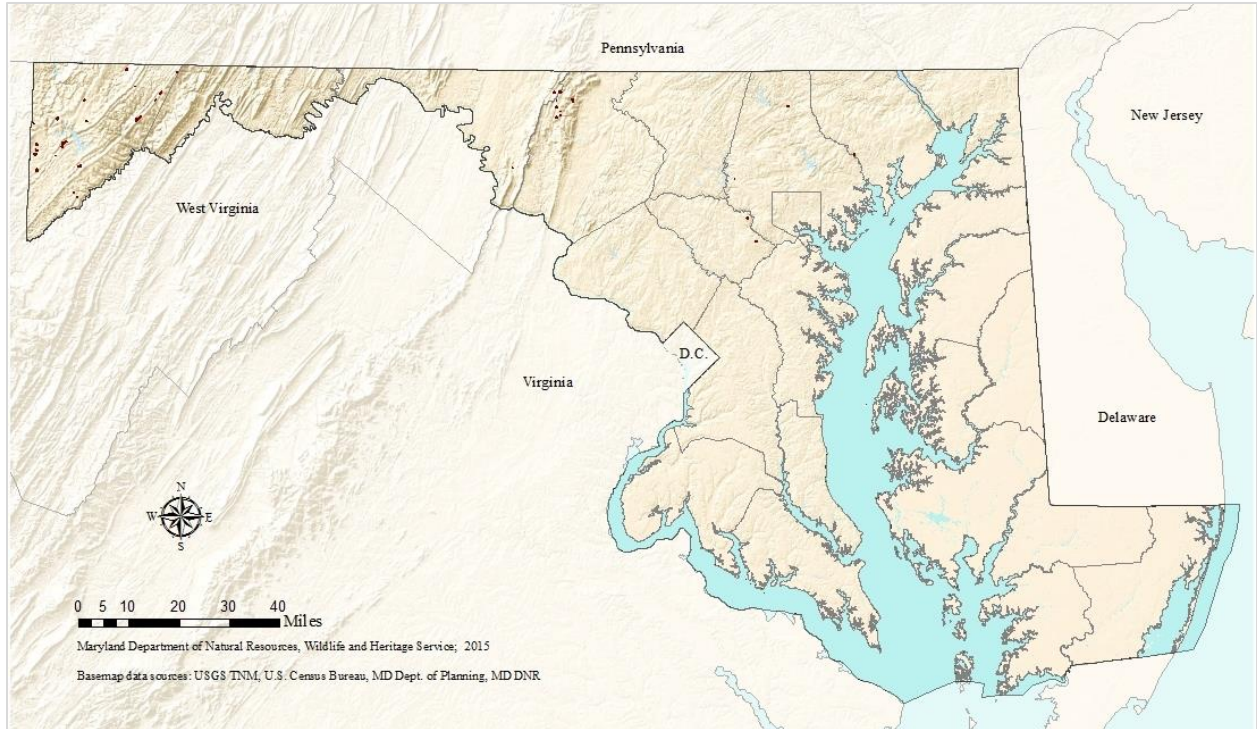 Pennsylvania
New Jersey
West Virginia
D.C.
Virginia
Delaware
N
W E
S
0 5 10 20 30 40
Miles
Maryland Department of Natural Resources, Wildlife and Heritage Service; 2015
Basemap data sources: USGS TNM, U.S. Census Bureau, MD Dept. of Planning, MD DNR